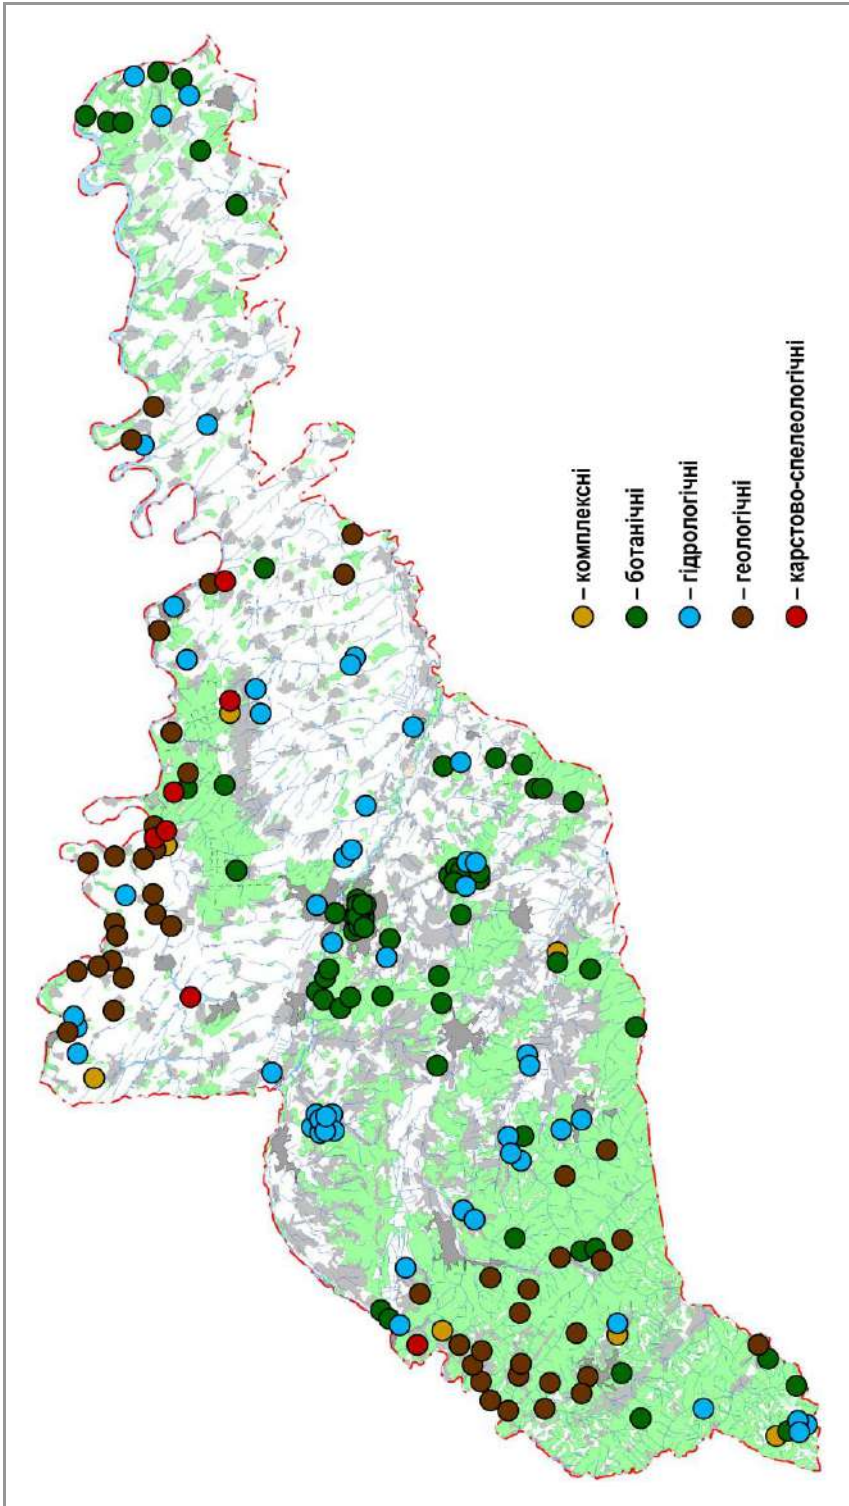 – комплексні
– ботанічні
– гідрологічні
– геологічні
– карстово-спелеологічні